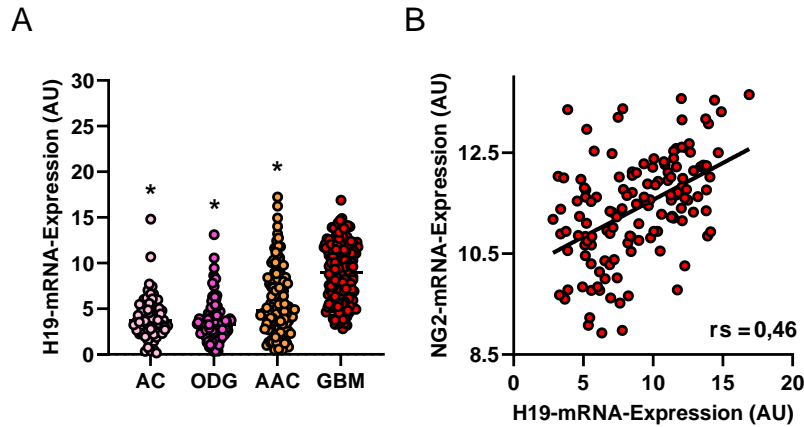 A
H19-mRNA-Expression (AU)
30
25
20
15
10
5
0
* * *
AC ODG AAC GBM
B
NG2-mRNA-Expression (AU)
12.5
10.5
8.5
rs = 0,46
0 5 10 15 20
H19-mRNA-Expression (AU)